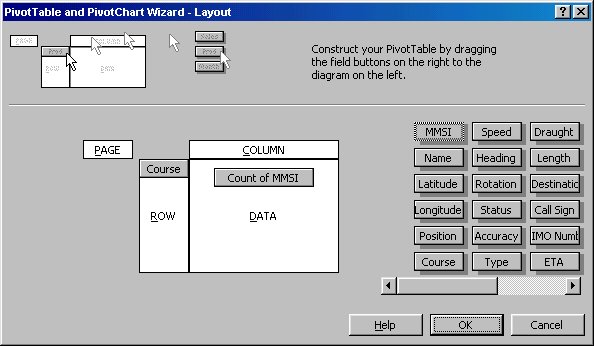 PivotTable and PivotChart Wizard - Layout
PAGE COLUMN Sales
Prod Prod
ROW DATA Month
Construct your PivotTable by dragging
the field buttons on the right to the
diagram on the left.
PAGE COLUMN
Course Count of MMSI
ROW DATA
MMSI Speed Draught
Name Heading Length
Latitude Rotation Destinatic
Longitude Status Call Sign
Position Accuracy IMO Numb
Course Type ETA
Help OK Cancel